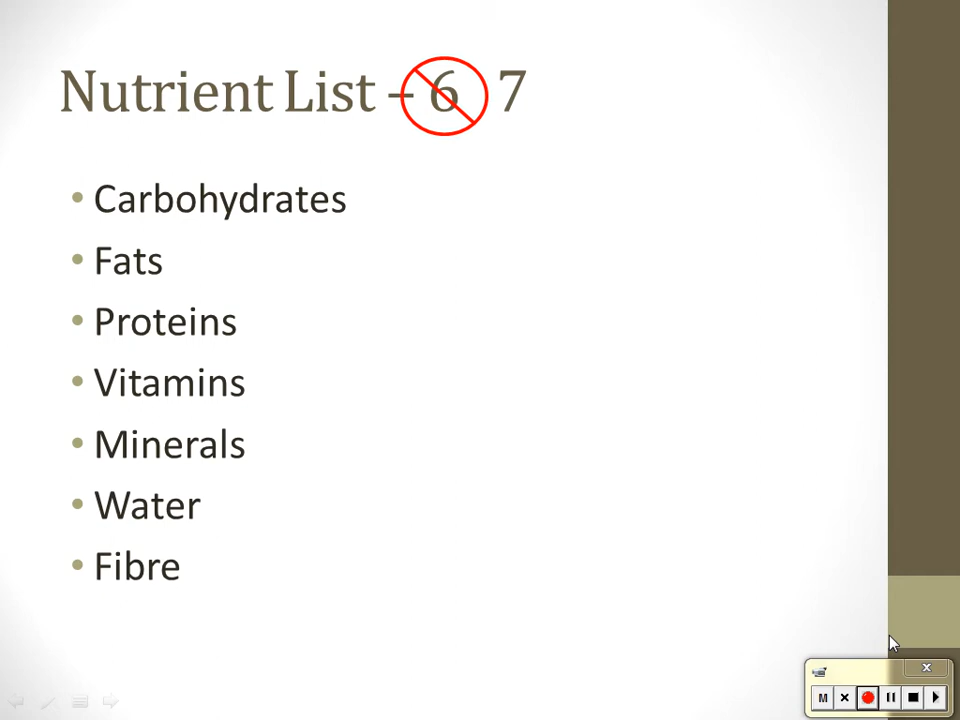 Nutrient List – 6 7
• Carbohydrates
• Fats
• Proteins
• Vitamins
• Minerals
• Water
• Fibre
M